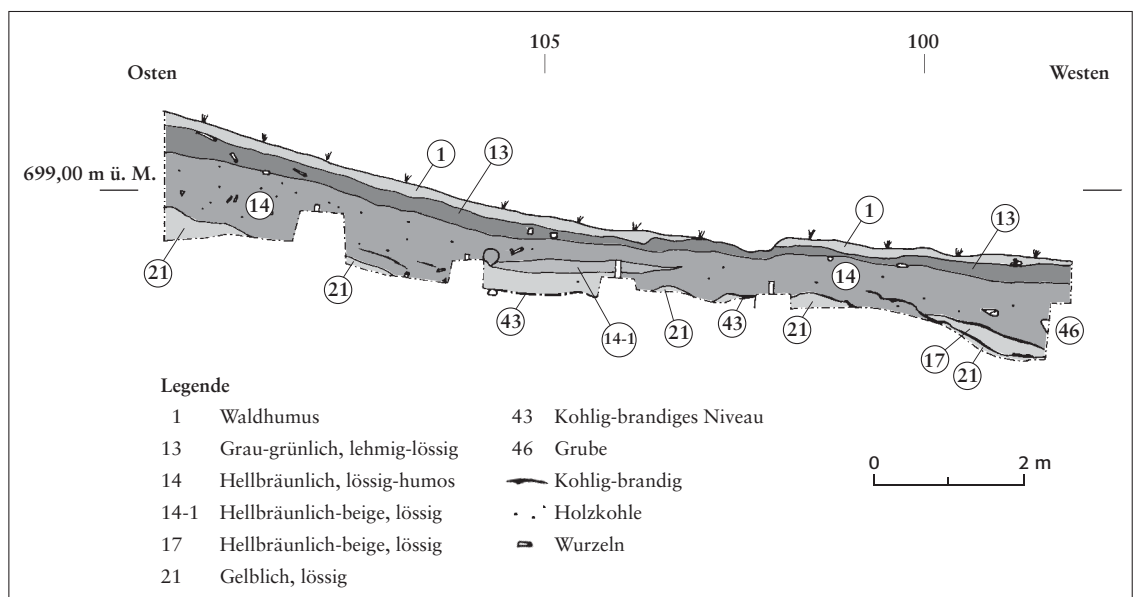 105
100
Osten
Westen
1
13
699,00 m ü. M.
14
1
13
14
21
21
43
14-1
21
43
21
17
21
46
Legende
1 Waldhumus
13 Grau-grünlich, lehmig-lössig
14 Hellbräunlich, lössig-humos
14-1 Hellbräunlich-beige, lössig
17 Hellbräunlich-beige, lössig
21 Gelblich, lössig
43 Kohlig-brandiges Niveau
46 Grube
Kohlig-brandig
Holzkohle
Wurzeln
0
2 m